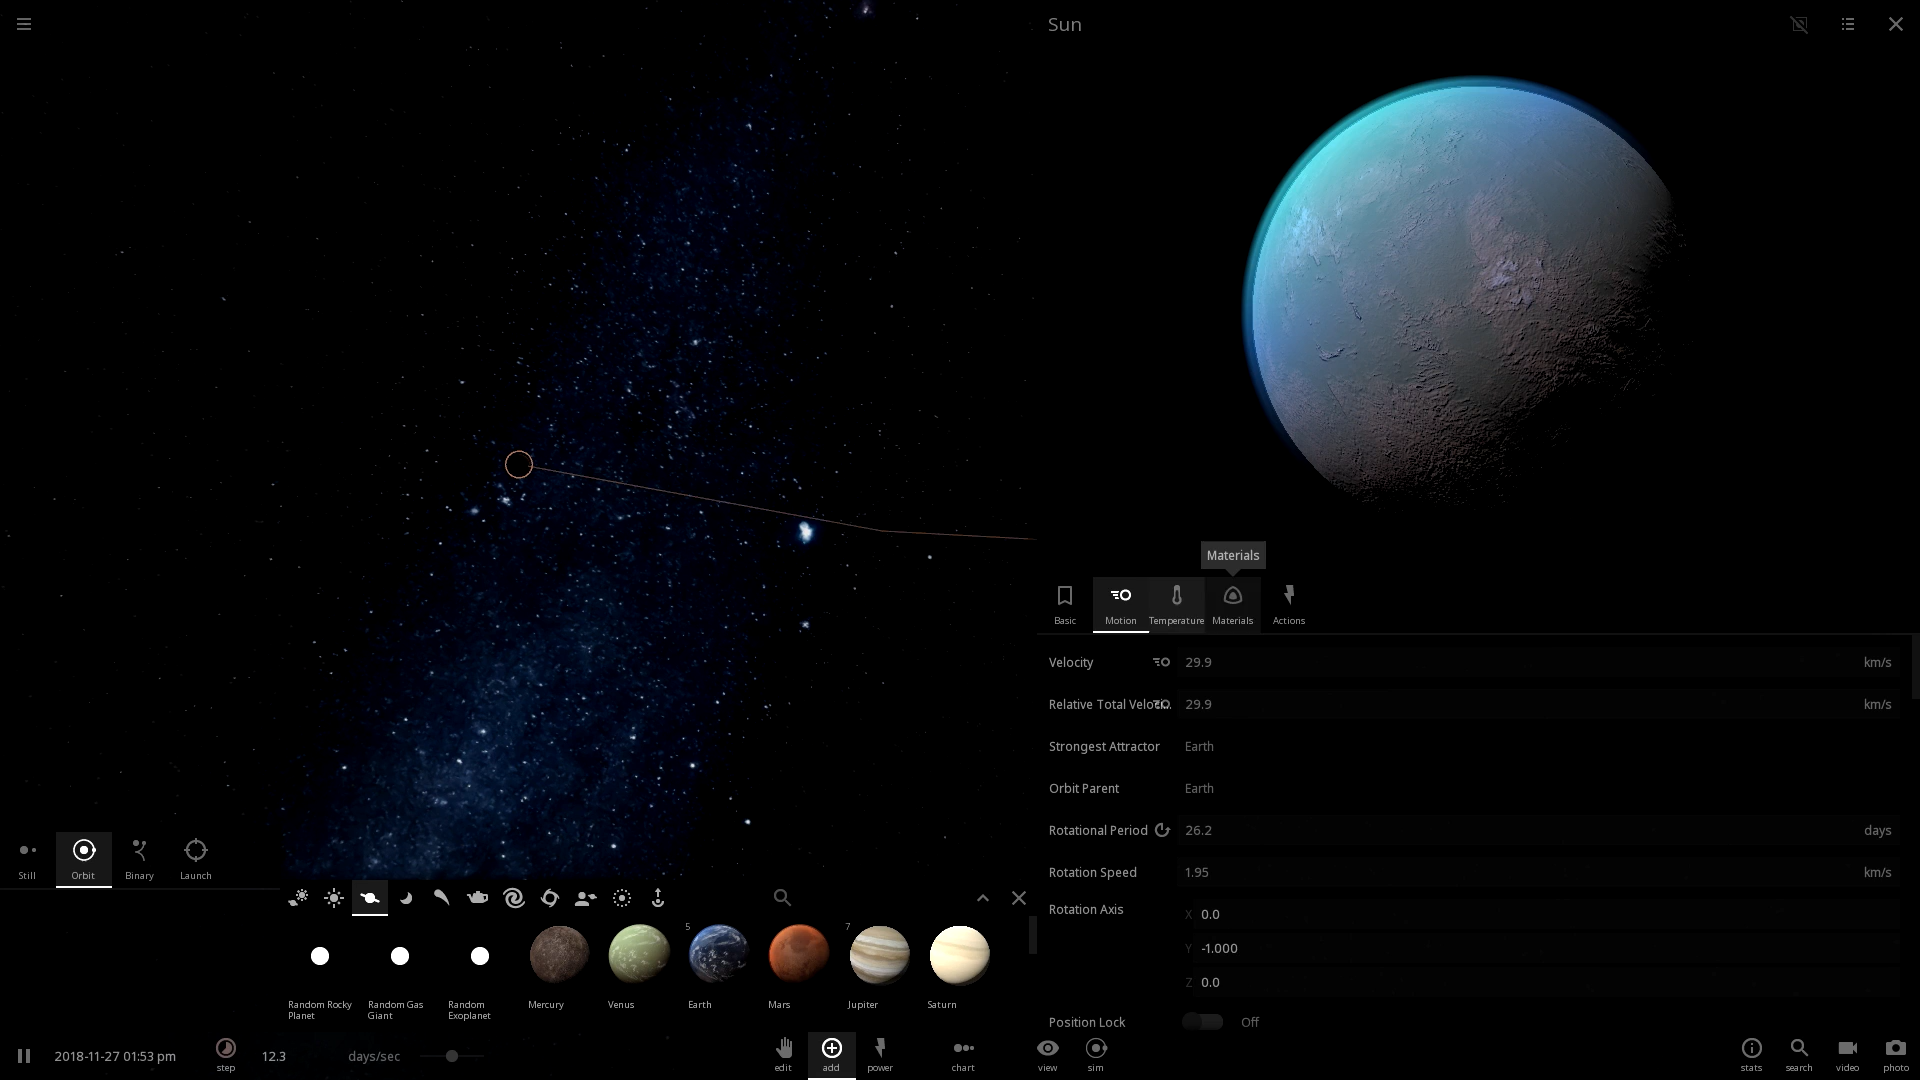 Sun
Materials
Basic
Motion
Temperature
Materials
Actions
Velocity 29.9 km/s
Relative Total Veloci... 29.9 km/s
Strongest Attractor Earth
Orbit Parent Earth
Rotational Period 26.2 days
Rotation Speed 1.95 km/s
Rotation Axis X 0.0
Y -1.000
Z 0.0
Position Lock Off
Still
Orbit
Binary
Launch
5
7
Random Rocky
Planet
Random Gas
Giant
Random
Exoplanet
Mercury
Venus
Earth
Mars
Jupiter
Saturn
2018-11-27 01:53 pm
step
12.3 days/sec
edit
add
power
chart
view
sim
stats
search
video
photo